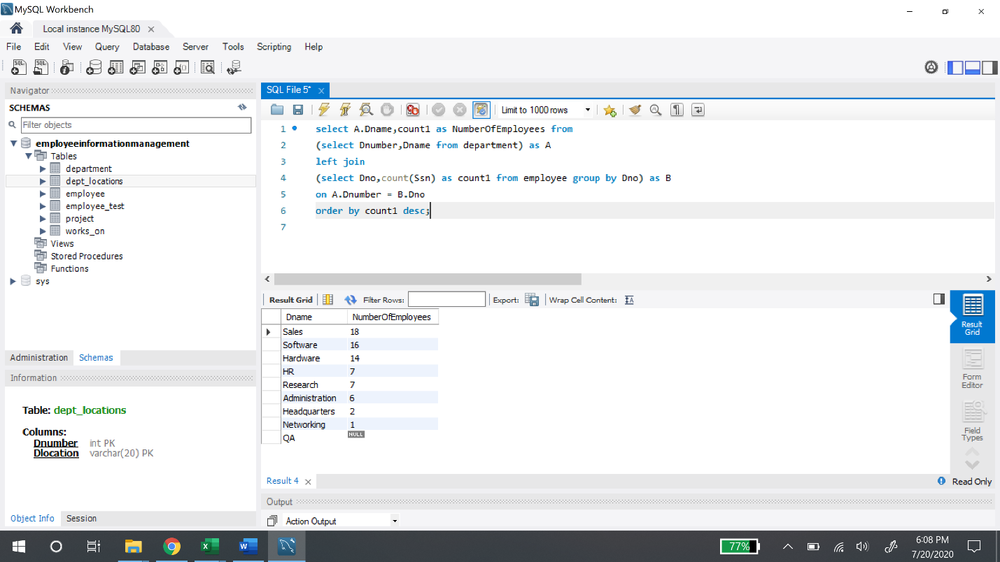 MySQL Workbench
Local instance MySQL80
File Edit View Query Database Server Tools Scripting Help
Navigator
SCHEMAS
Filter objects
employeeinformationmanagement
Tables
department
dept_locations
employee
employee_test
project
works_on
Views
Stored Procedures
Functions
sys
Administration Schemas
Information
Table: dept_locations
Columns:
Dnumber int PK
Dlocation varchar(20) PK
Object Info Session
SQL File 5*
Limit to 1000 rows
1 select A.Dname,count1 as NumberOfEmployees from
2 (select Dnumber,Dname from department) as A
3 left join
4 (select Dno,count(Ssn) as count1 from employee group by Dno) as B
5 on A.Dnumber = B.Dno
6 order by count1 desc;
7
Result Grid Filter Rows: Export: Wrap Cell Content:
Dname NumberOfEmployees
Sales 18
Software 16
Hardware 14
HR 7
Research 7
Administration 6
Headquarters 2
Networking 1
QA NULL
Result Grid
Form Editor
Field Types
Result 4
Read Only
Output
Action Output
77%
6:08 PM
7/20/2020